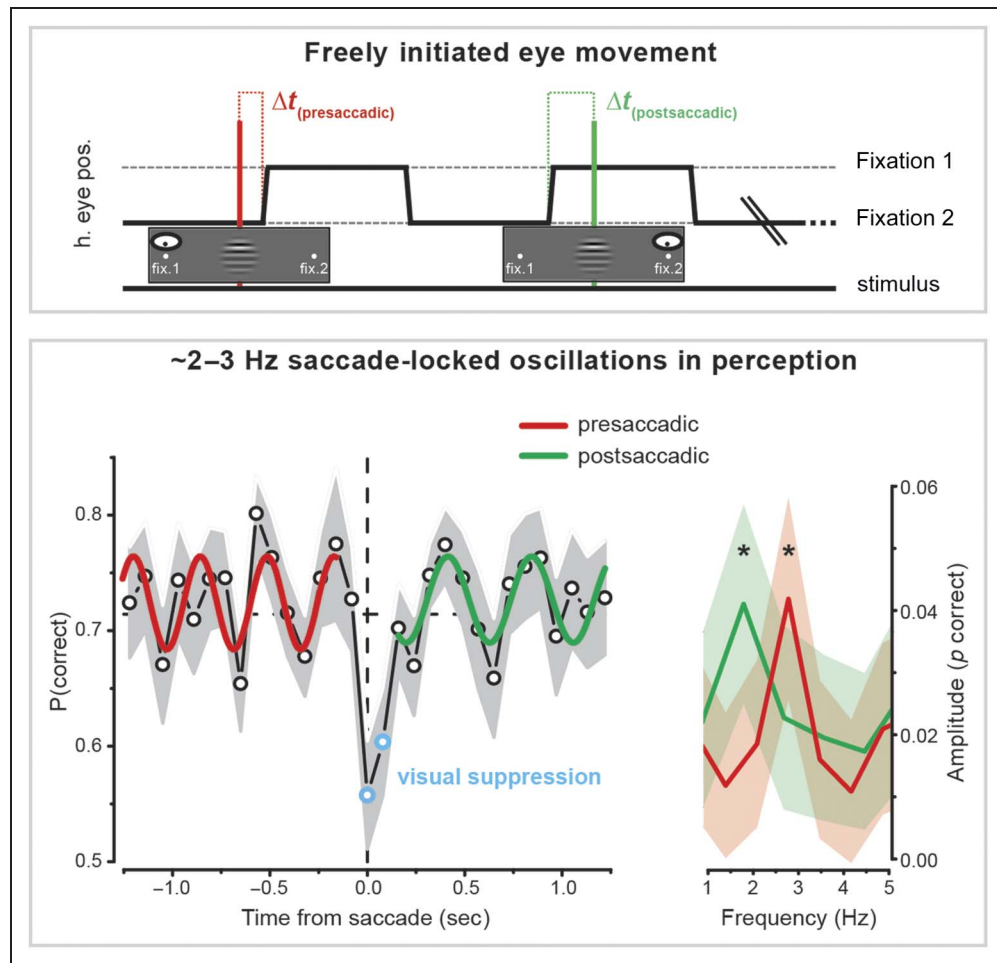 Freely initiated eye movement
Δt(presaccadic)
Δt(postsaccadic)
h. eye pos.
Fixation 1
Fixation 2
fix.1
fix.2
fix.1
fix.2
stimulus
~2–3 Hz saccade-locked oscillations in perception
presaccadic
postsaccadic
P(correct)
0.8
0.7
0.6
0.5
visual suppression
−1.0
−0.5
0.0
0.5
1.0
Time from saccade (sec)
*
*
0.06
0.04
0.02
0.00
Amplitude (p correct)
1
2
3
4
5
Frequency (Hz)